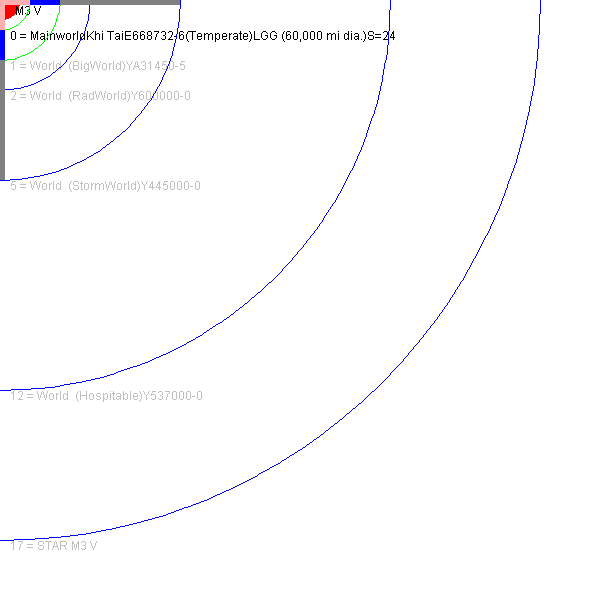 M3 V
0 = MainworldKhi TaiE668732-6(Temperate)LGG (60,000 mi dia.)S=24
1 = World  (BigWorld)YA31450-5
2 = World  (RadWorld)Y600000-0
5 = World  (StormWorld)Y445000-0
12 = World  (Hospitable)Y537000-0
17 = STAR M3 V